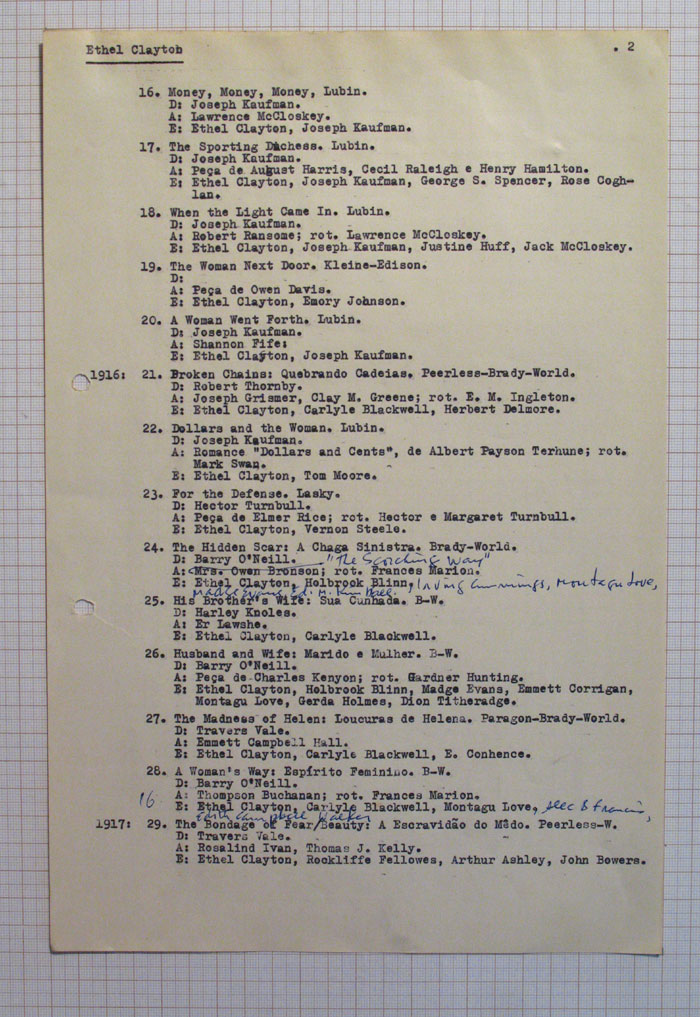 Ethel Clayton . 2
16. Money, Money, Money, Lubin.
D: Joseph Kaufman.
A: Lawrence McCloskey.
E: Ethel Clayton, Joseph Kaufman.
17. The Sporting Duchess. Lubin.
D: Joseph Kaufman.
A: Peça de August Harris, Cecil Raleigh e Henry Hamilton.
E: Ethel Clayton, Joseph Kaufman, George S. Spencer, Rose Cogh-
lan.
18. When the Light Came In. Lubin.
D: Joseph Kaufman.
A: Robert Ransome; rot. Lawrence McCloskey.
E: Ethel Clayton, Joseph Kaufman, Justine Huff, Jack McCloskey.
19. The Woman Next Door. Kleine-Edison.
D:
A: Peça de Owen Davis.
E: Ethel Clayton, Emory Johnson.
20. A Woman Went Forth. Lubin.
D: Joseph Kaufman.
A: Shannon Fife:
E: Ethel Clayton, Joseph Kaufman.
1916: 21. Broken Chains: Quebrando Cadeias. Peerless-Brady-World.
D: Robert Thornby.
A: Joseph Grismer, Clay M. Greene; rot. E. M. Ingleton.
E: Ethel Clayton, Carlyle Blackwell, Herbert Delmore.
22. Dollars and the Woman. Lubin.
D: Joseph Kaufman.
A: Romance "Dollars and Cents", de Albert Payson Terhune; rot.
Mark Swan.
E: Ethel Clayton, Tom Moore.
23. For the Defense. Lasky.
D: Hector Turnbull.
A: Peça de Elmer Rice; rot. Hector e Margaret Turnbull.
E: Ethel Clayton, Vernon Steele.
24. The Hidden Scar: A Chaga Sinistra. Brady-World.
D: Barry O'Neill. "The Scorching Way"
A: Mrs. Owen Bronson; rot. Frances Marion.
E: Ethel Clayton, Holbrook Blinn, Irving Cummings, Montagu Love,
Madge Evans, Ed. M. Kimball.
25. His Brother's Wife: Sua Cunhada. B-W.
D: Harley Knoles.
A: Er Lawshe.
E: Ethel Clayton, Carlyle Blackwell.
26. Husband and Wife: Marido e Mulher. B-W.
D: Barry O'Neill.
A: Peça de Charles Kenyon; rot. Gardner Hunting.
E: Ethel Clayton, Holbrook Blinn, Madge Evans, Emmett Corrigan,
Montagu Love, Gerda Holmes, Dion Titheradge.
27. The Madness of Helen: Loucuras de Helena. Paragon-Brady-World.
D: Travers Vale.
A: Emmett Campbell Hall.
E: Ethel Clayton, Carlyle Blackwell, E. Conhence.
28. A Woman's Way: Espírito Feminino. B-W.
D: Barry O'Neill.
16 A: Thompson Buchanan; rot. Frances Marion.
E: Ethel Clayton, Carlyle Blackwell, Montagu Love, Alec B Francis,
Edith Campbell Walker
1917: 29. The Bondage of Fear/Beauty: A Escravidão do Mêdo. Peerless-W.
D: Travers Vale.
A: Rosalind Ivan, Thomas J. Kelly.
E: Ethel Clayton, Rockliffe Fellowes, Arthur Ashley, John Bowers.